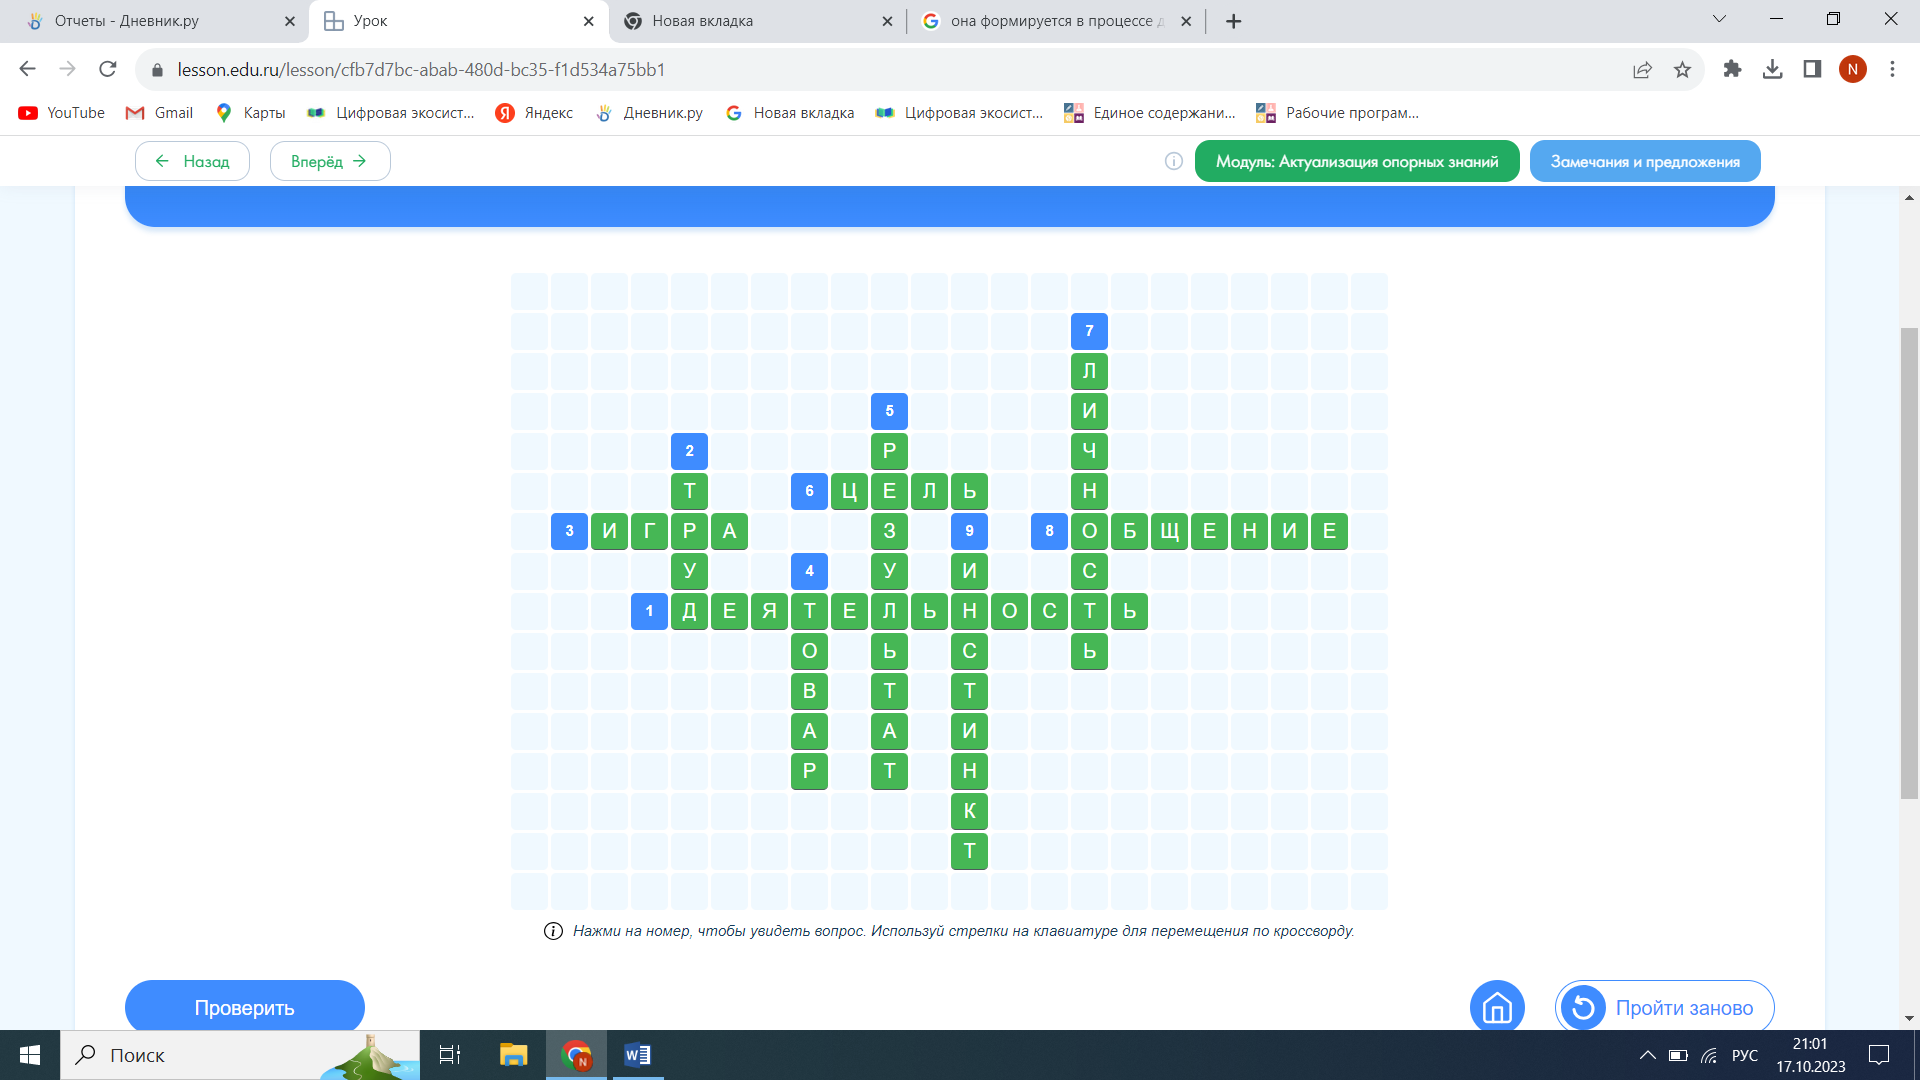 Отчеты - Дневник.ру
Урок
Новая вкладка
она формируется в процессе д
lesson.edu.ru/lesson/cfb7d7bc-abab-480d-bc35-f1d534a75bb1
N
YouTube
Gmail
Карты
Цифровая экосист...
Яндекс
Дневник.ру
Новая вкладка
Цифровая экосист...
Единое содержани...
Рабочие програм...
Назад
Вперёд
Модуль: Актуализация опорных знаний
Замечания и предложения
7
Л
5 И
2 Р Ч
Т 6 Ц Е Л Ь Н
3 И Г Р А З 9 8 О Б Щ Е Н И Е
У 4 У И С
1 Д Е Я Т Е Л Ь Н О С Т Ь
О Ь С Ь
В Т Т
А А И
Р Т Н
К
Т
Нажми на номер, чтобы увидеть вопрос. Используй стрелки на клавиатуре для перемещения по кроссворду.
Проверить
Пройти заново
Поиск
РУС
21:01
17.10.2023